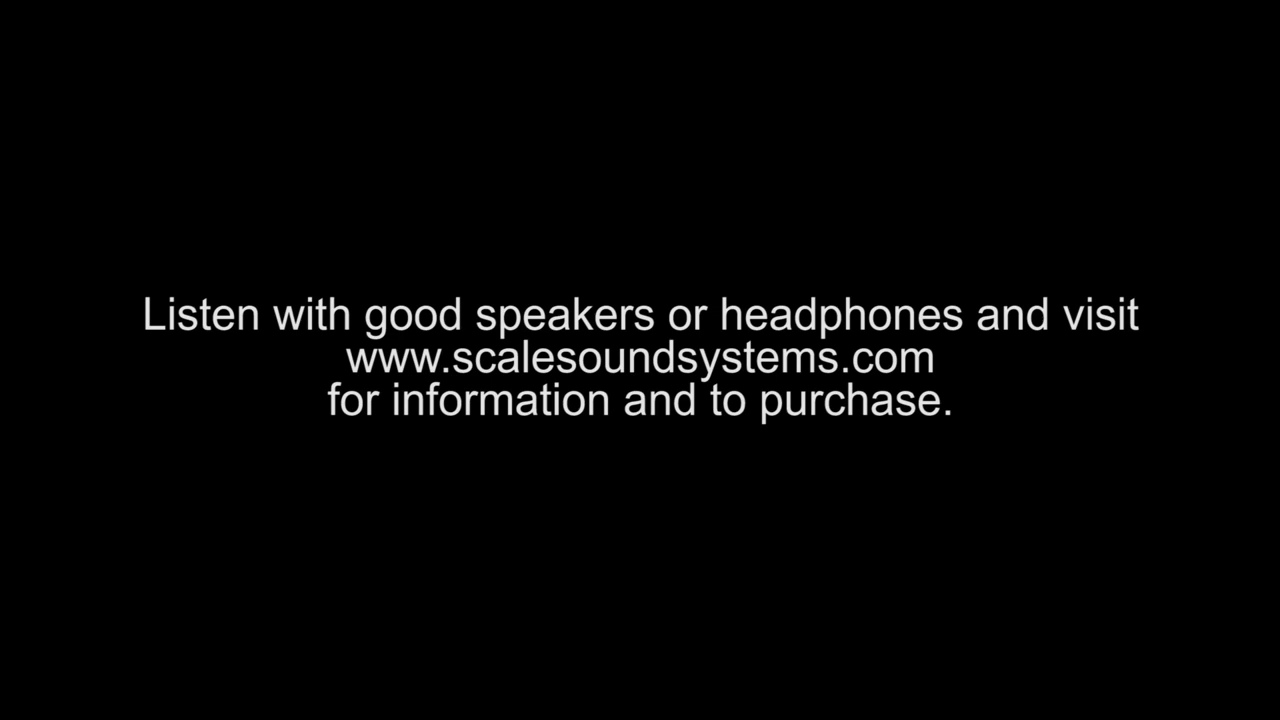 Listen with good speakers or headphones and visit
www.scalesoundsystems.com
for information and to purchase.